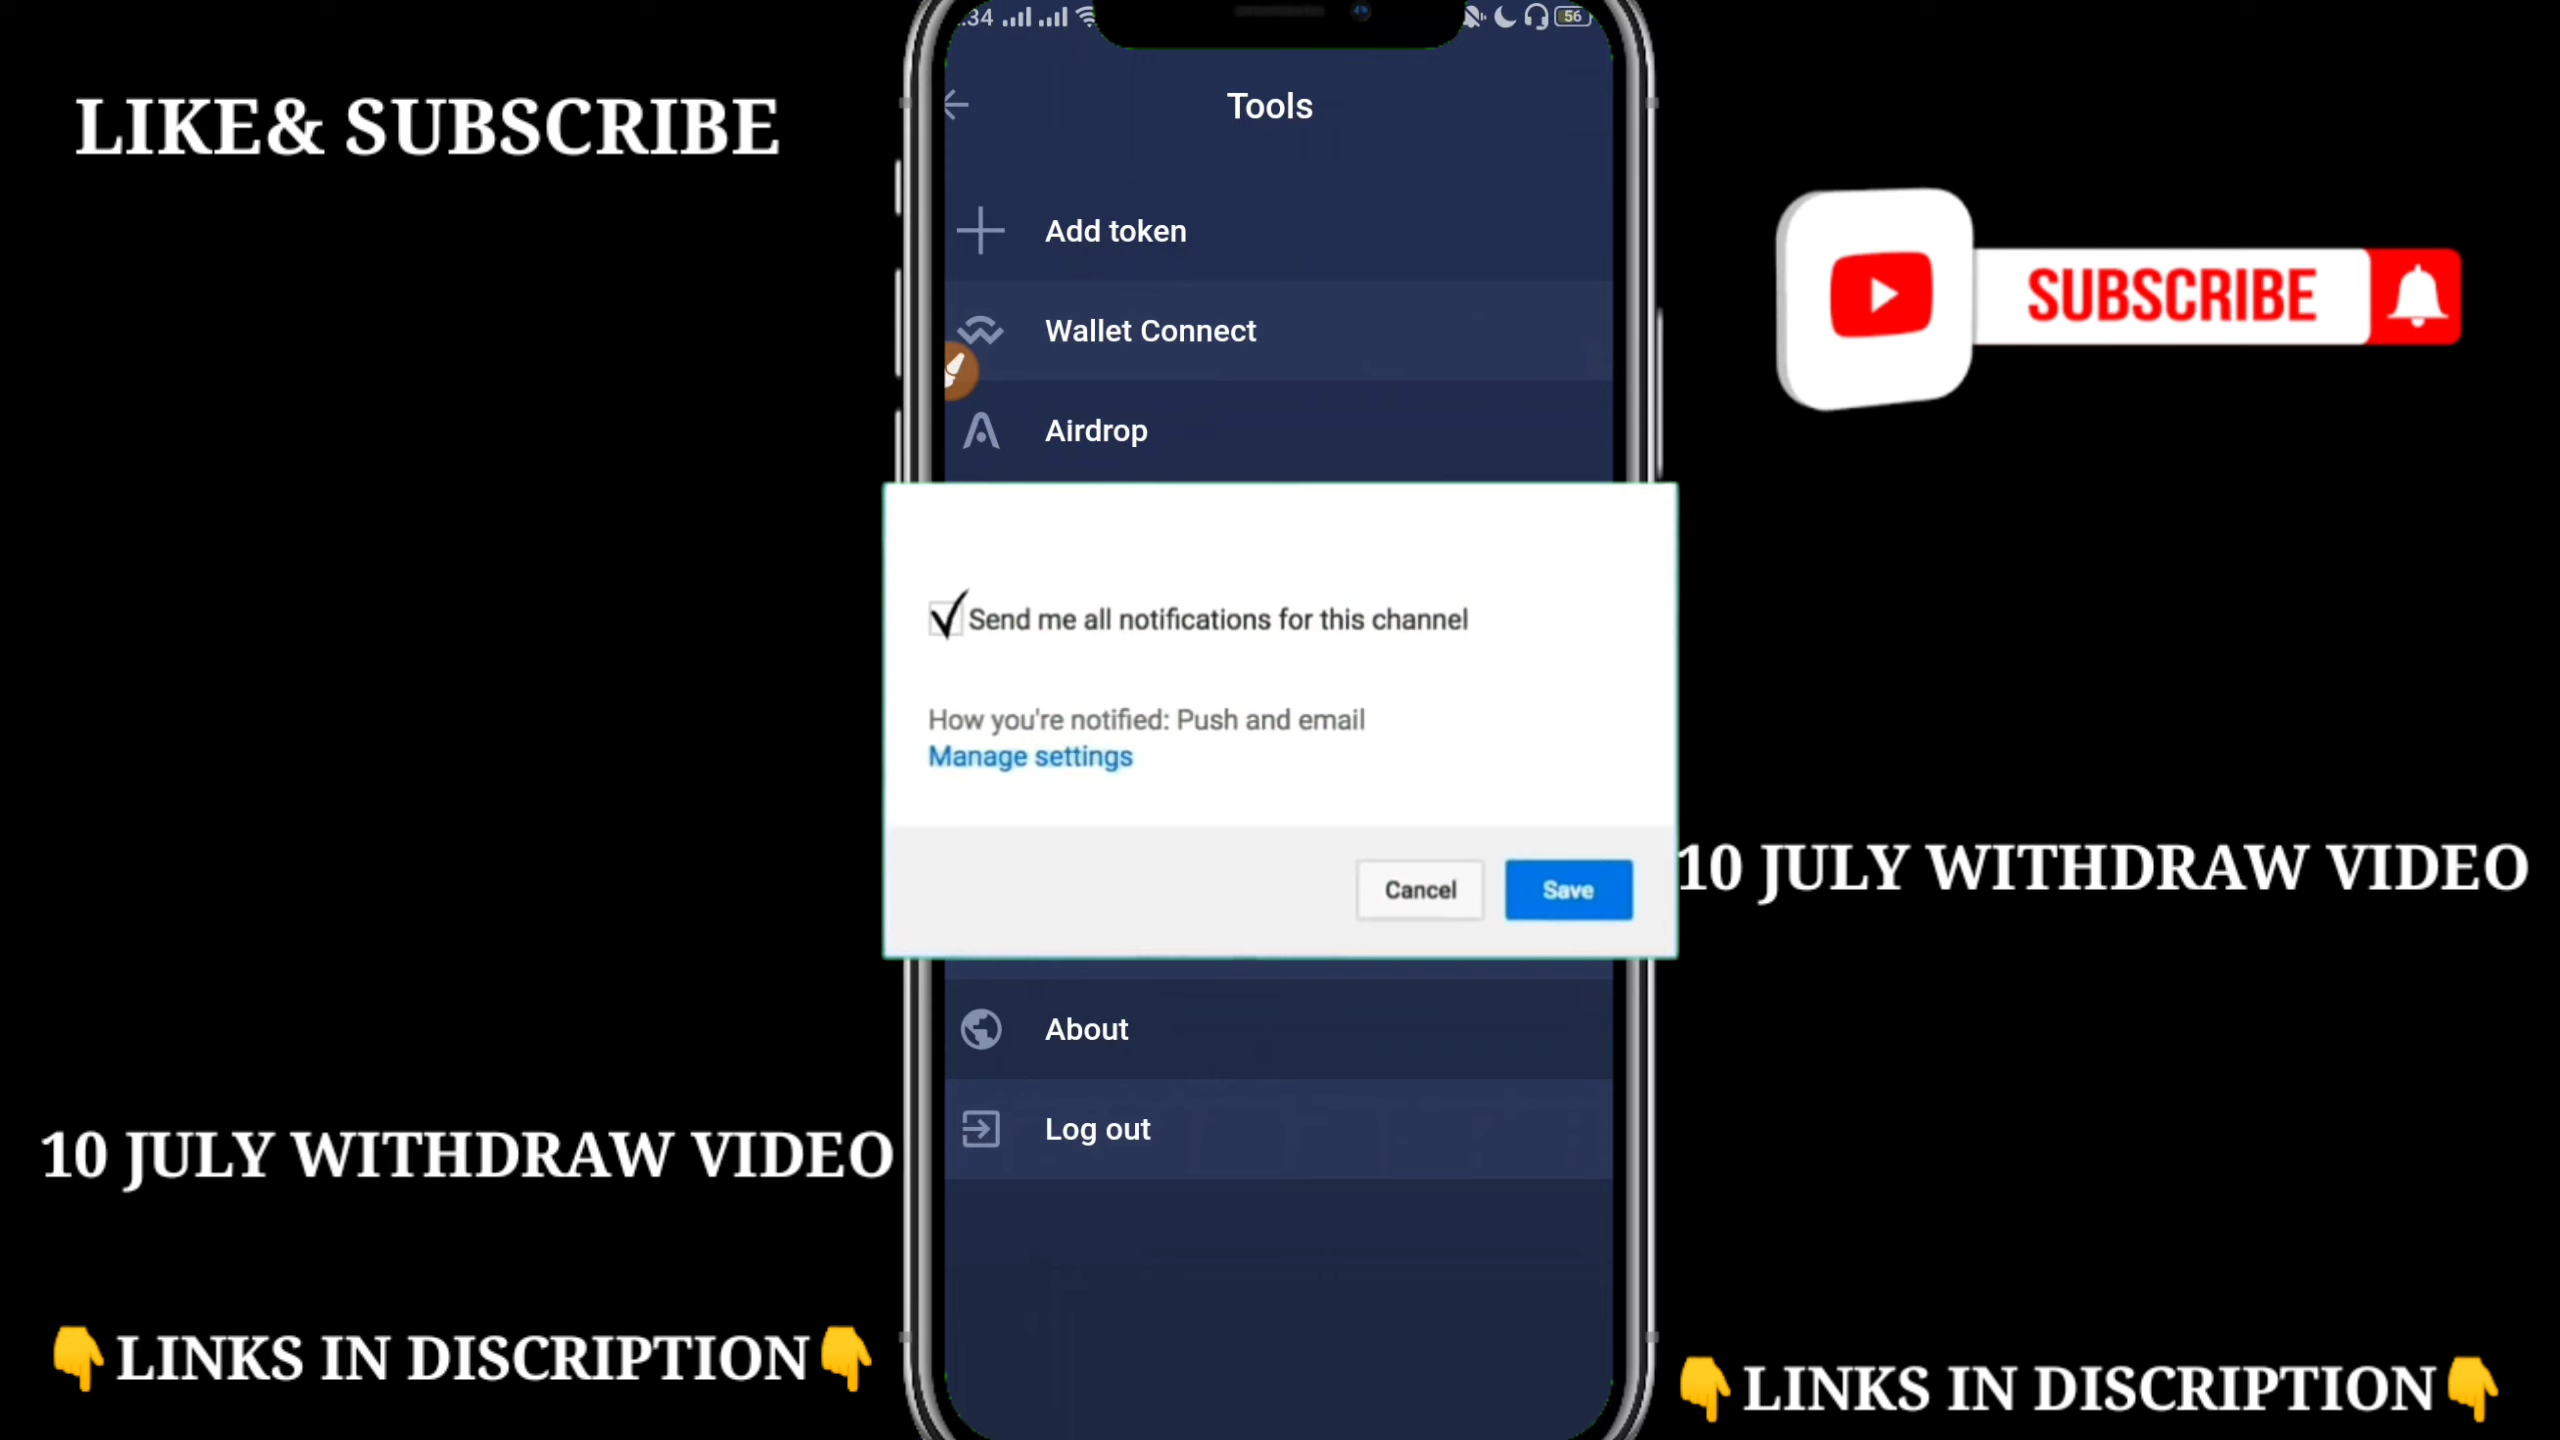 .34
56
Tools
LIKE& SUBSCRIBE
SUBSCRIBE
Add token
Wallet Connect
Airdrop
Send me all notifications for this channel
How you're notified: Push and email
Manage settings
Cancel
Save
10 JULY WITHDRAW VIDEO
About
Log out
10 JULY WITHDRAW VIDEO
👇LINKS IN DISCRIPTION👇
👇LINKS IN DISCRIPTION👇